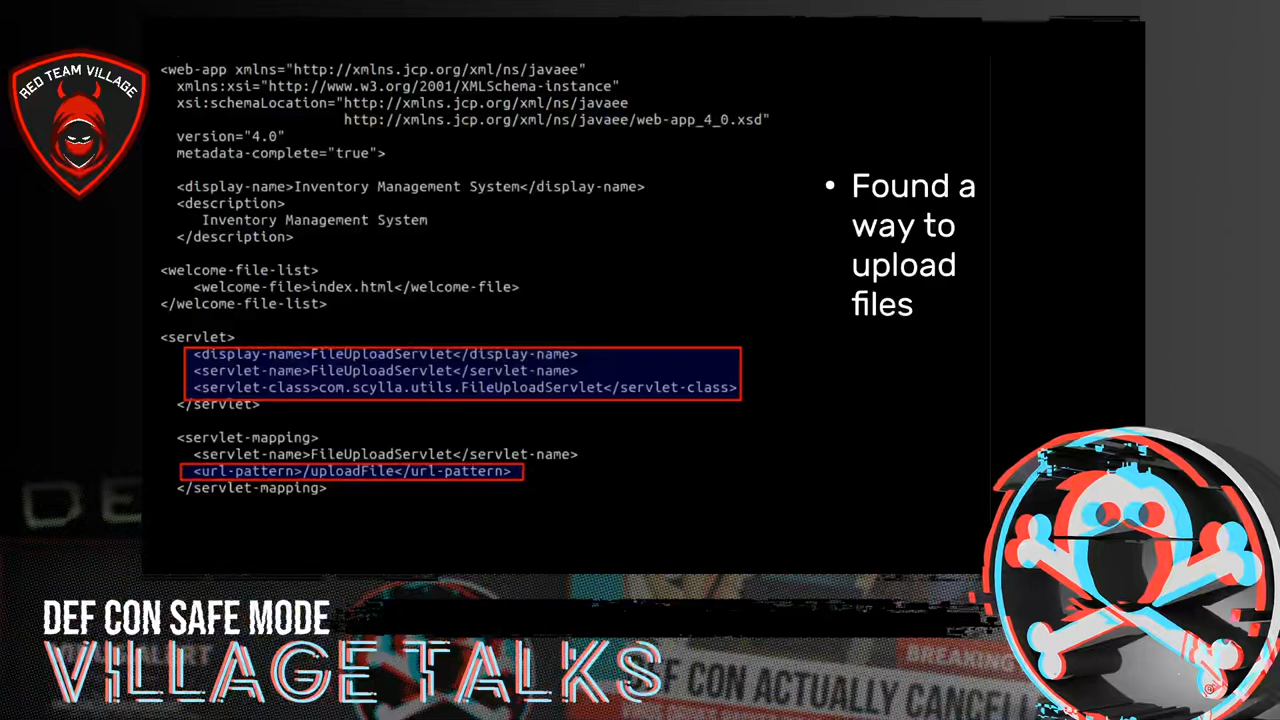 RED TEAM VILLAGE
<web-app xmlns="http://xmlns.jcp.org/xml/ns/javaee"
xmlns:xsi="http://www.w3.org/2001/XMLSchema-instance"
xsi:schemaLocation="http://xmlns.jcp.org/xml/ns/javaee
http://xmlns.jcp.org/xml/ns/javaee/web-app_4_0.xsd"
version="4.0"
metadata-complete="true">
<display-name>Inventory Management System</display-name>
<description>
Inventory Management System
</description>
<welcome-file-list>
<welcome-file>index.html</welcome-file>
</welcome-file-list>
<servlet>
<display-name>FileUploadServlet</display-name>
<servlet-name>FileUploadServlet</servlet-name>
<servlet-class>com.scylla.utils.FileUploadServlet</servlet-class>
</servlet>
<servlet-mapping>
<servlet-name>FileUploadServlet</servlet-name>
<url-pattern>/uploadFile</url-pattern>
</servlet-mapping>
• Found a
way to
upload
files
DE
DEF CON SAFE MODE
VILLAGE TALKS
BREAKIN
DEF CON ACTUALLY CANCELL